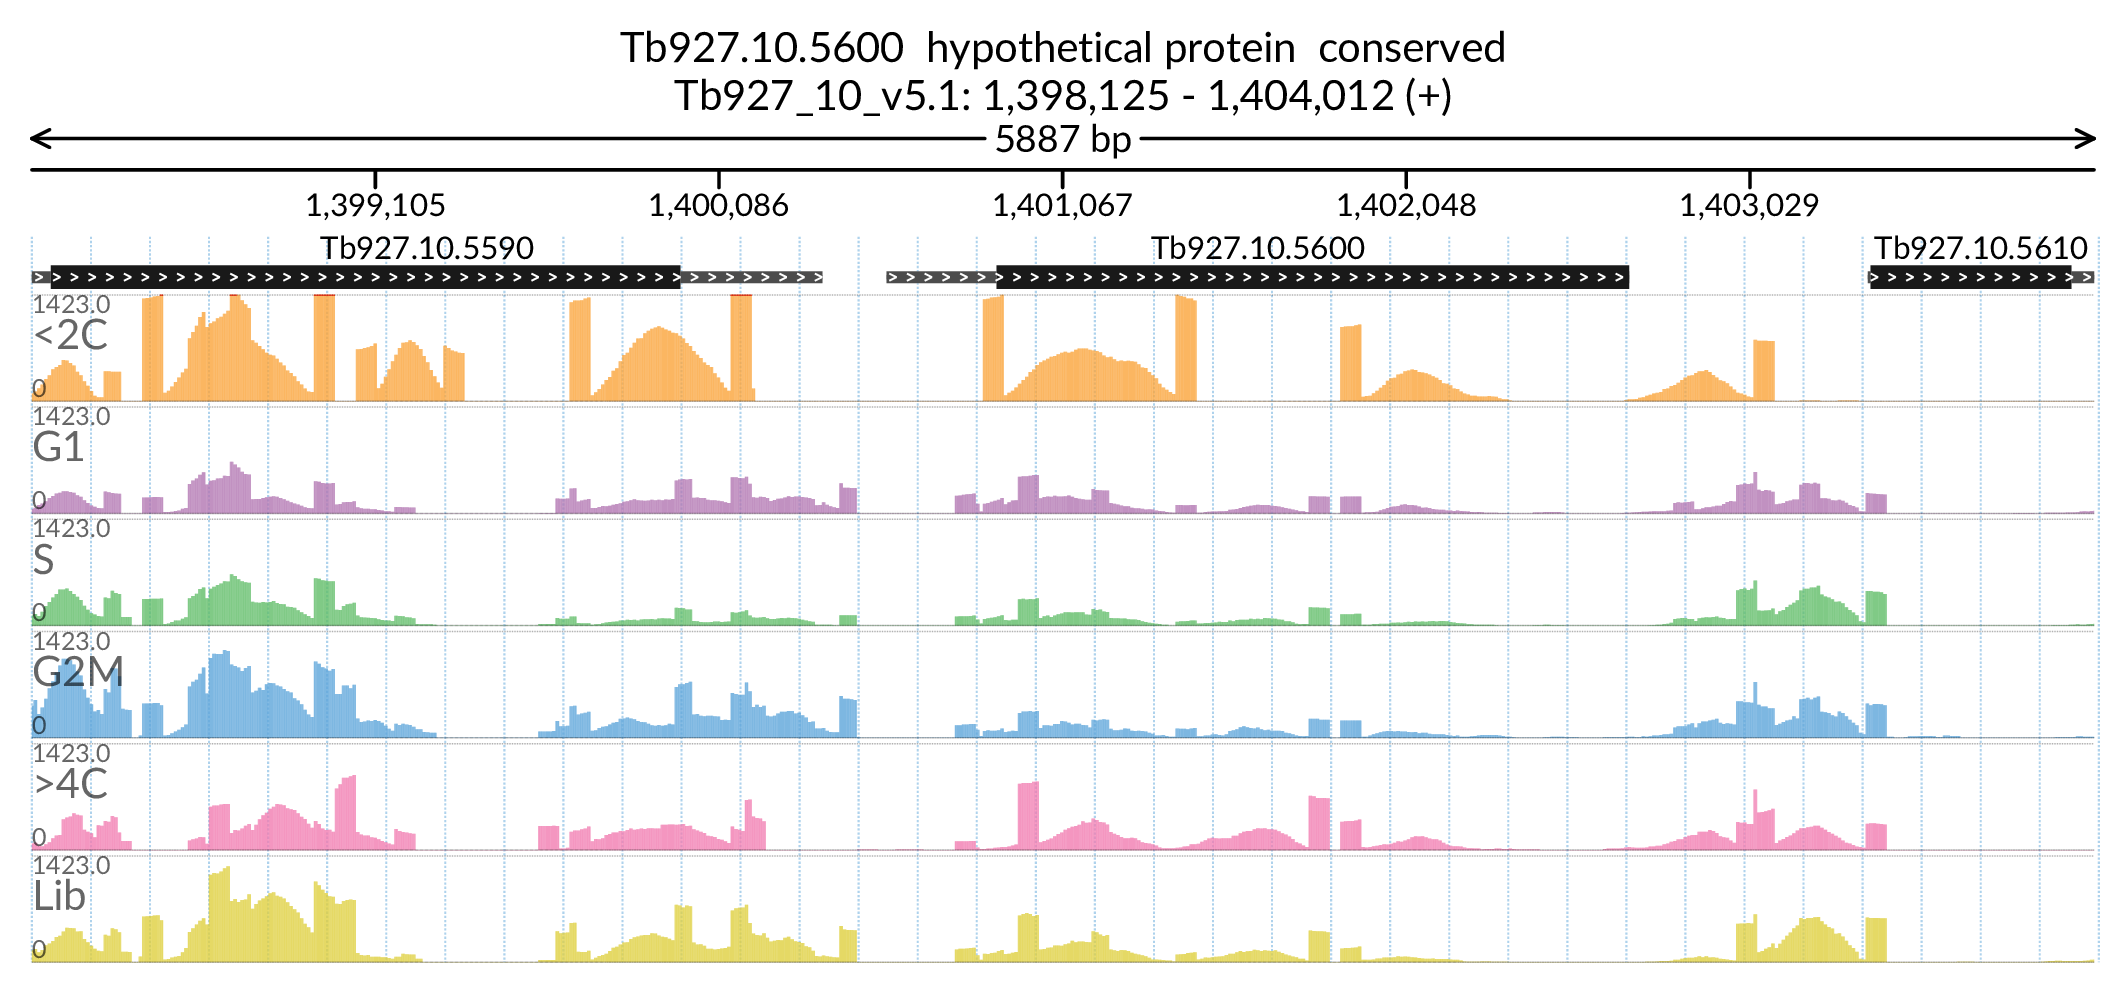 Tb927.10.5600 hypothetical protein conserved
Tb927_10_v5.1: 1,398,125 - 1,404,012 (+)
5887 bp
1,399,105 1,400,086 1,401,067 1,402,048 1,403,029
Tb927.10.5590 Tb927.10.5600 Tb927.10.5610
1423.0
<2C
0
1423.0
G1
0
1423.0
S
0
1423.0
G2M
0
1423.0
>4C
0
1423.0
Lib
0